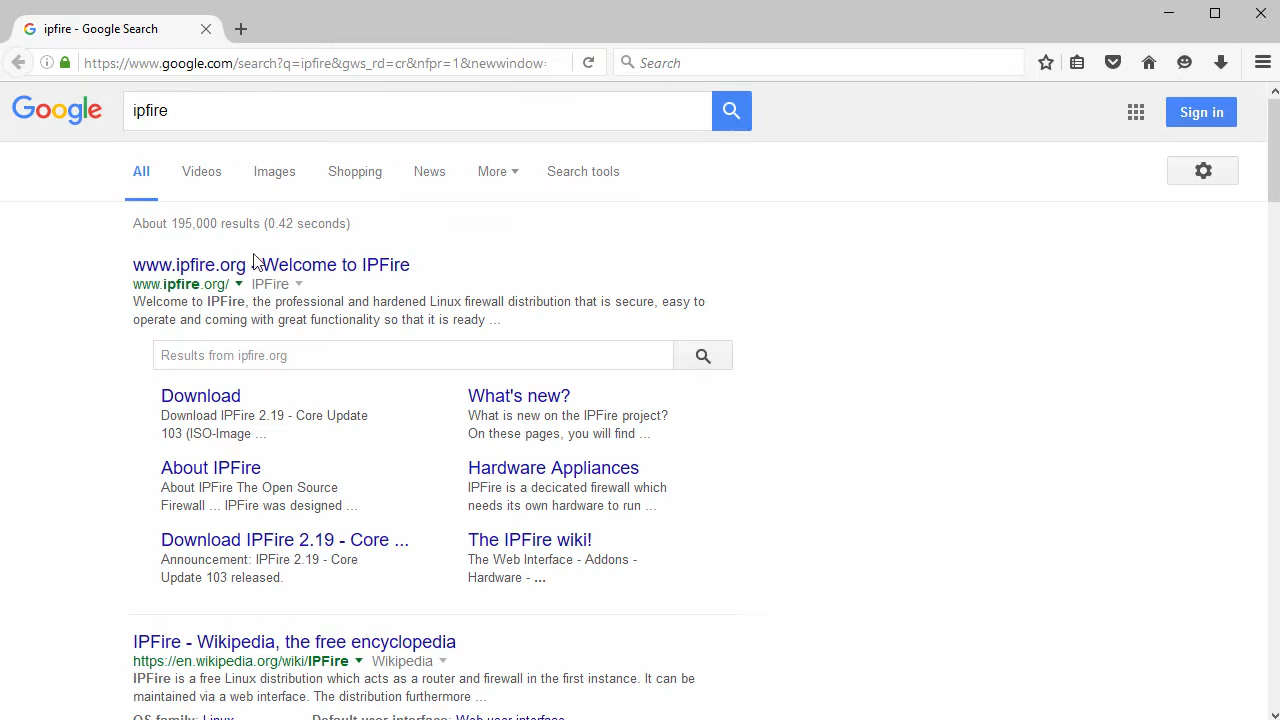 ipfire - Google Search
https://www.google.com/search?q=ipfire&gws_rd=cr&nfpr=1&newwindow:
Search
Google
ipfire
Sign in
All Videos Images Shopping News More Search tools
About 195,000 results (0.42 seconds)
www.ipfire.org - Welcome to IPFire
www.ipfire.org/ IPFire
Welcome to IPFire, the professional and hardened Linux firewall distribution that is secure, easy to
operate and coming with great functionality so that it is ready ...
Results from ipfire.org
Download
Download IPFire 2.19 - Core Update
103 (ISO-Image ...
What's new?
What is new on the IPFire project?
On these pages, you will find ...
About IPFire
About IPFire The Open Source
Firewall ... IPFire was designed ...
Hardware Appliances
IPFire is a decicated firewall which
needs its own hardware to run ...
Download IPFire 2.19 - Core ...
Announcement: IPFire 2.19 - Core
Update 103 released.
The IPFire wiki!
The Web Interface - Addons -
Hardware - ...
IPFire - Wikipedia, the free encyclopedia
https://en.wikipedia.org/wiki/IPFire Wikipedia
IPFire is a free Linux distribution which acts as a router and firewall in the first instance. It can be
maintained via a web interface. The distribution furthermore ...
OS family: Linux Default user interface: Web user interface